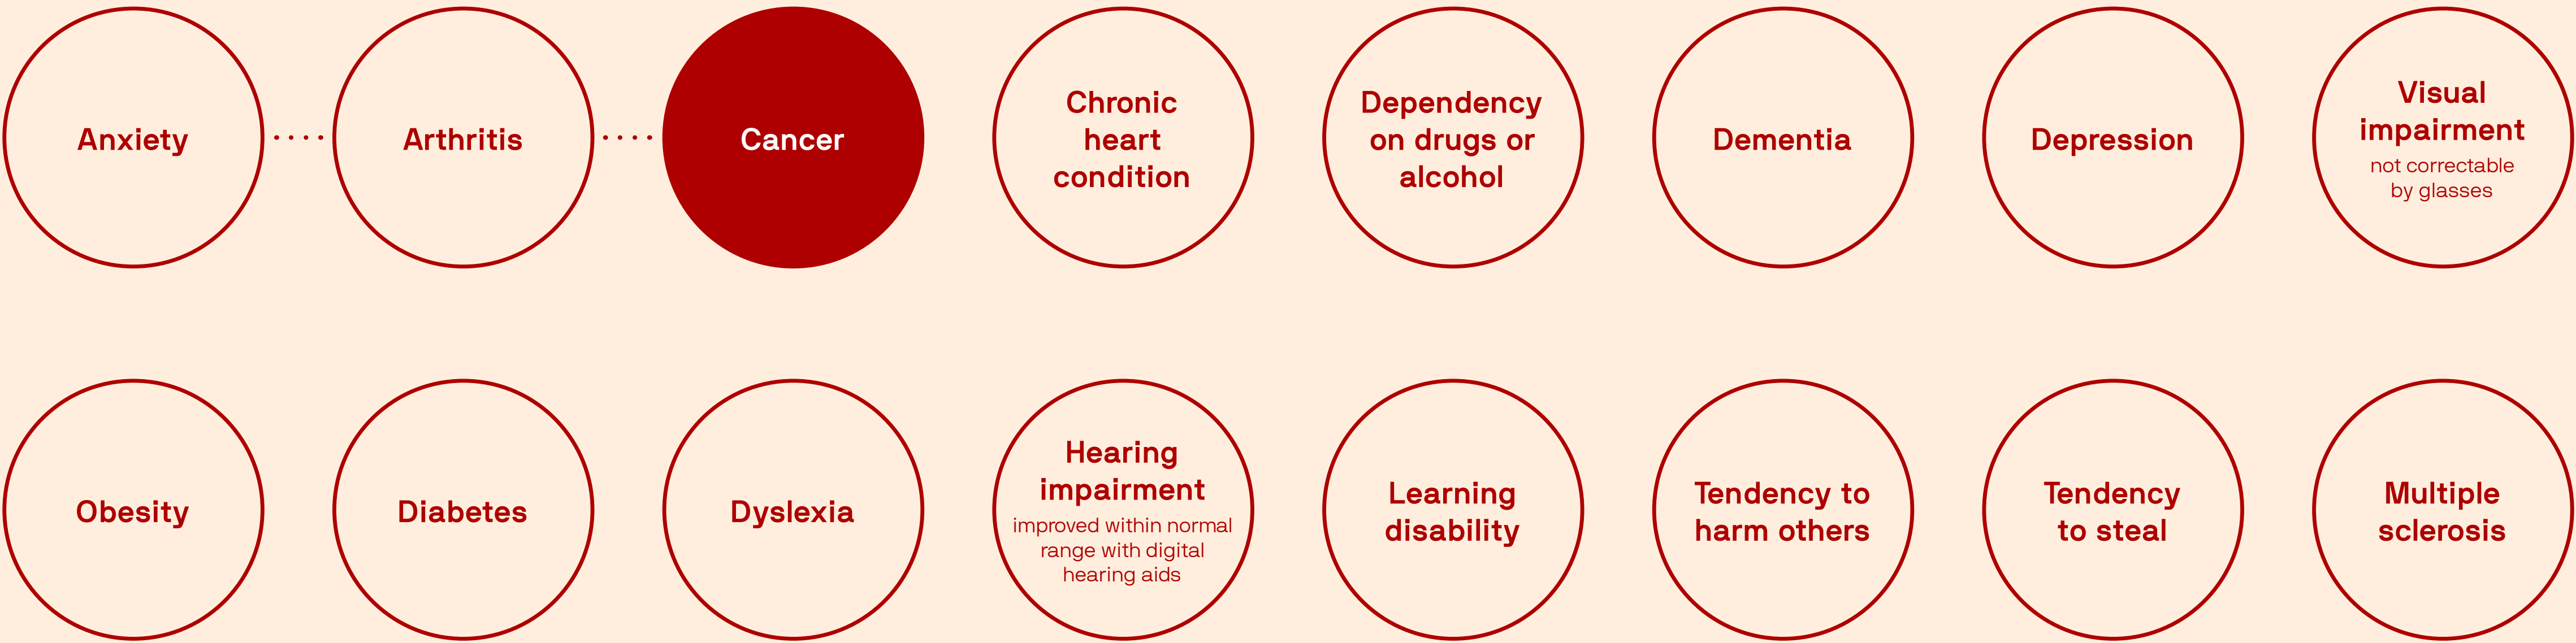 Anxiety
Arthritis
Cancer
Chronic
heart
condition
Dependency
on drugs or
alcohol
Dementia
Depression
Visual
impairment
not correctable
by glasses
Obesity
Diabetes
Dyslexia
Hearing
impairment
improved within normal
range with digital
hearing aids
Learning
disability
Tendency to
harm others
Tendency
to steal
Multiple
sclerosis